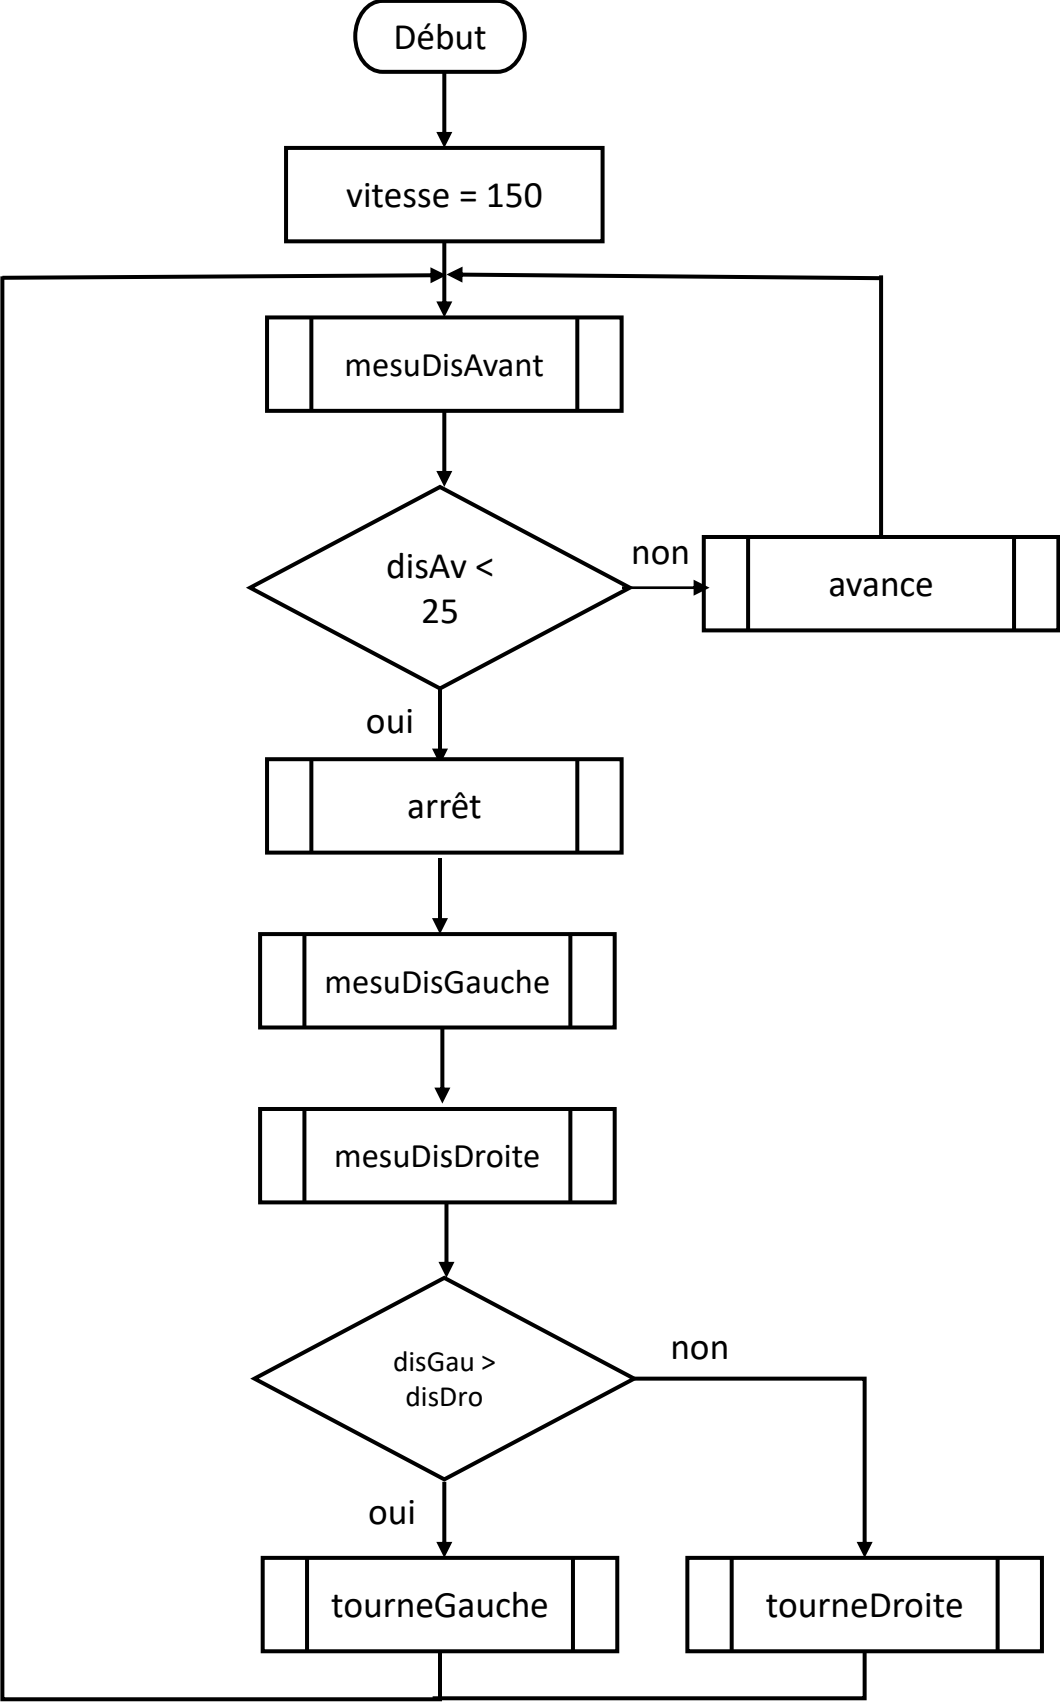 Début
vitesse = 150
mesuDisAvant
disAv <
25
non
avance
oui
arrêt
mesuDisGauche
mesuDisDroite
disGau >
disDro
non
oui
tourneGauche
tourneDroite